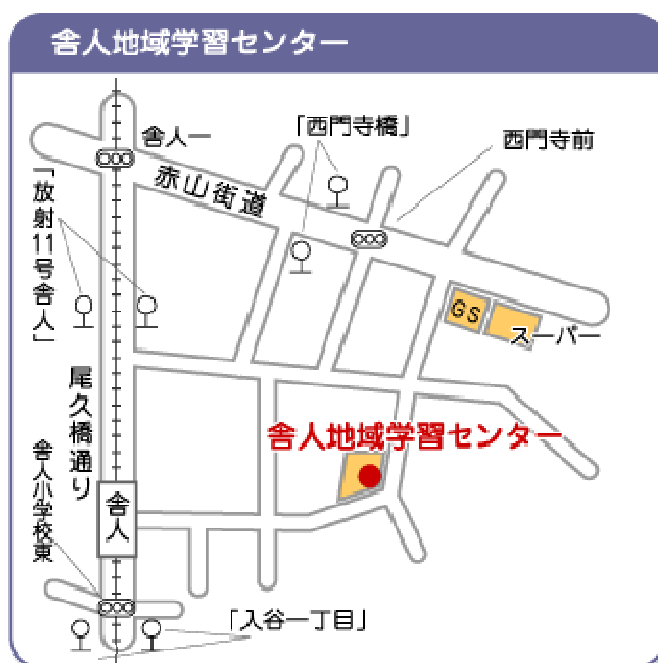 舎人地域学習センター
舎人一
「西門寺橋」
西門寺前
赤山街道
「放射11号舎人」
GS
スーパー
尾久橋通り
舎人地域学習センター
舎人小学校東
舎人
「入谷一丁目」